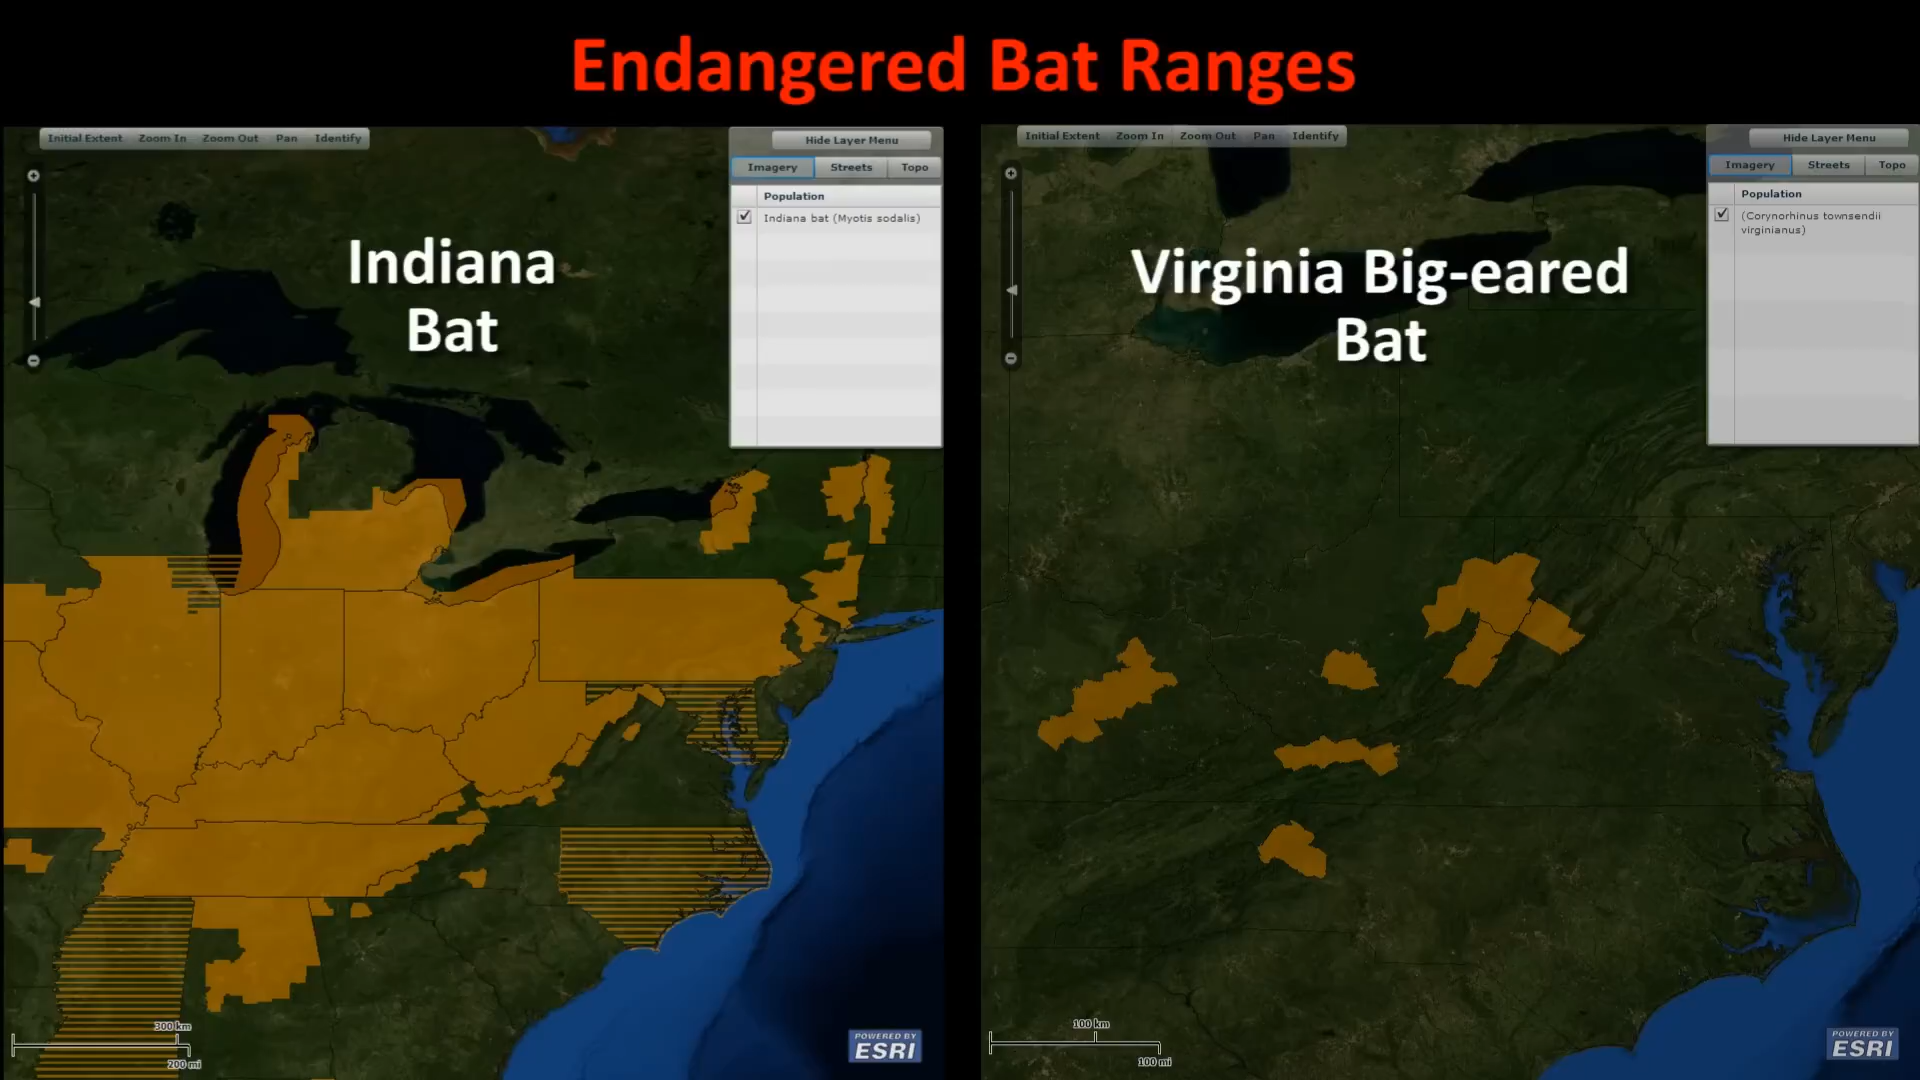 Endangered Bat Ranges
Initial Extent Zoom In Zoom Out Pan Identify
Hide Layer Menu
Imagery Streets Topo
Population
Indiana bat (Myotis sodalis)
Indiana
Bat
300 km
200 mi
POWERED BY
ESRI
Initial Extent Zoom In Zoom Out Pan Identify
Hide Layer Menu
Imagery Streets Topo
Population
(Corynorhinus townsendii
virginianus)
Virginia Big-eared
Bat
100 km
100 mi
POWERED BY
ESRI